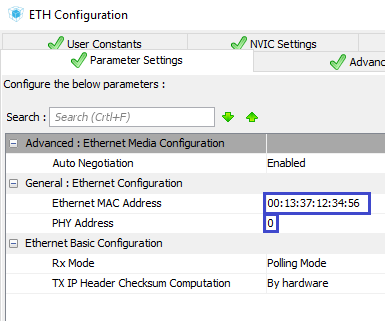 ETH Configuration
User Constants NVIC Settings
Parameter Settings Advan
Configure the below parameters :
Search : Search (Crtl+F)
Advanced : Ethernet Media Configuration
Auto Negotiation Enabled
General : Ethernet Configuration
Ethernet MAC Address 00:13:37:12:34:56
PHY Address 0
Ethernet Basic Configuration
Rx Mode Polling Mode
TX IP Header Checksum Computation By hardware